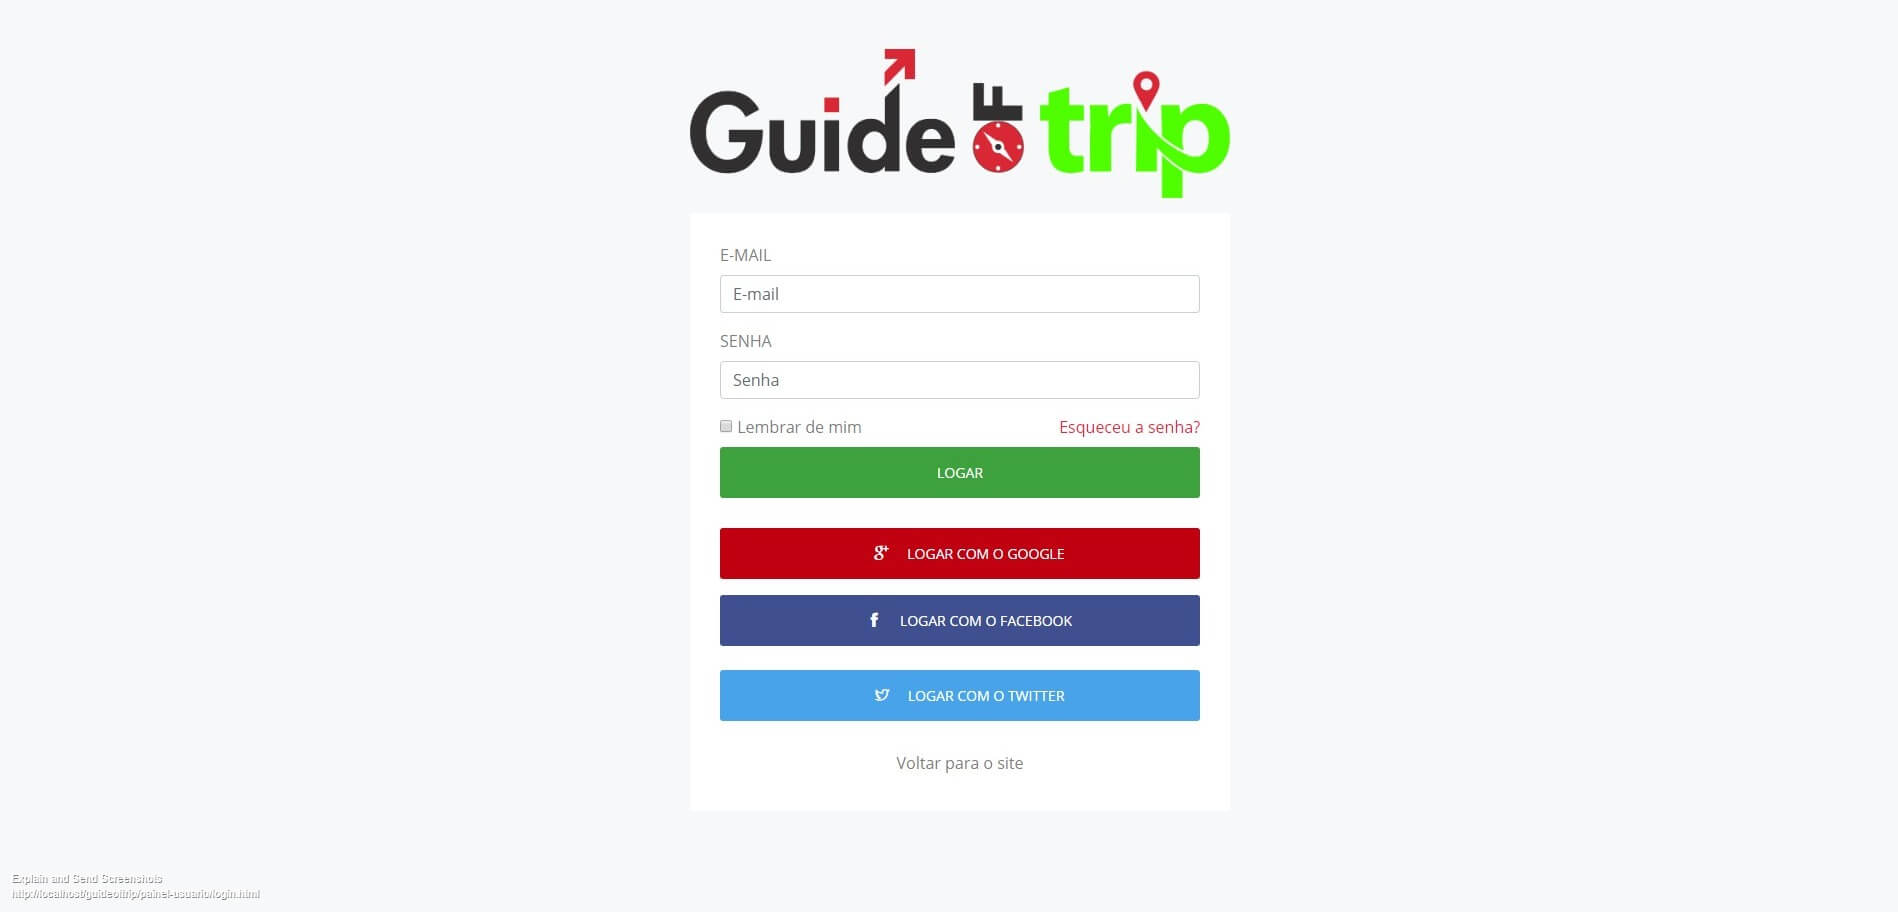 Guide OF trip
E-MAIL
E-mail
SENHA
Senha
Lembrar de mim Esqueceu a senha?
LOGAR
g+ LOGAR COM O GOOGLE
f LOGAR COM O FACEBOOK
LOGAR COM O TWITTER
Voltar para o site
Explain and Send Screenshots
http://localhost/guideoftrip/painel-usuario/login.html